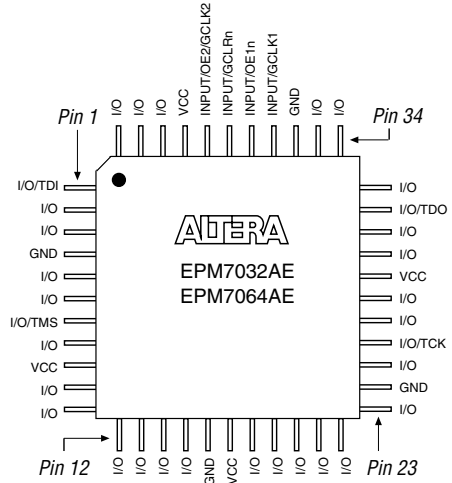 I/O
I/O
I/O
VCC
INPUT/OE2/GCLK2
INPUT/GCLRn
INPUT/OE1n
INPUT/GCLK1
GND
I/O
I/O
Pin 1
Pin 34
I/O/TDI
I/O
I/O
GND
I/O
I/O
I/O/TMS
I/O
VCC
I/O
I/O
ALTERA
EPM7032AE
EPM7064AE
I/O
I/O/TDO
I/O
I/O
VCC
I/O
I/O
I/O/TCK
I/O
GND
I/O
Pin 12
Pin 23
I/O
I/O
I/O
I/O
GND
VCC
I/O
I/O
I/O
I/O
I/O